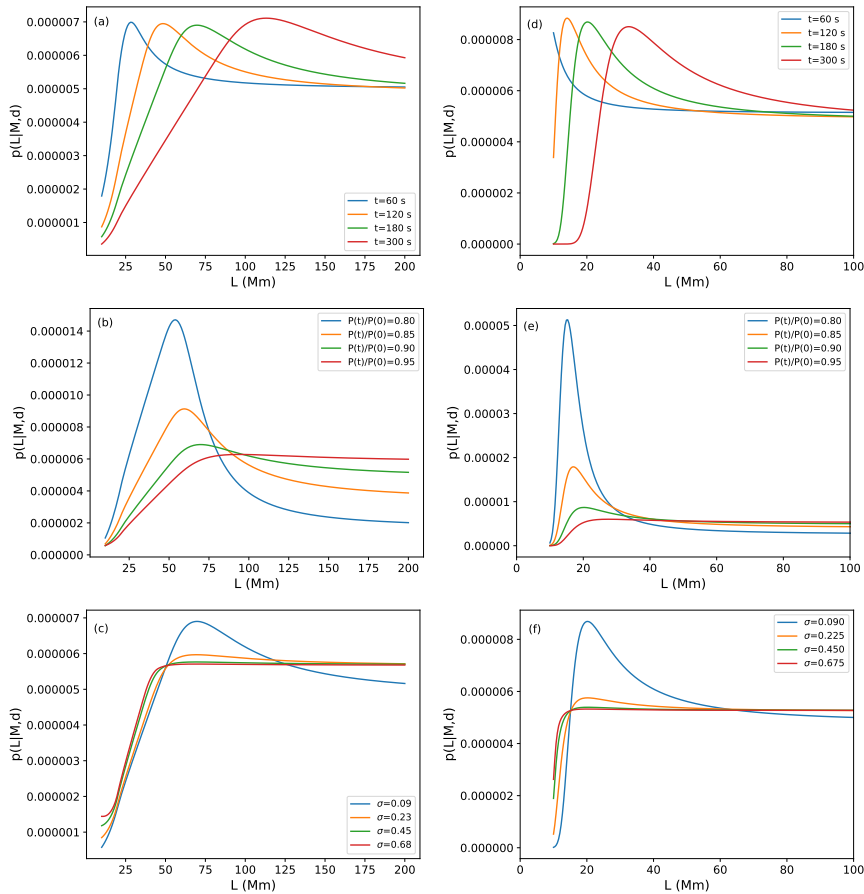 (a)
0.000007
0.000006
0.000005
0.000004
0.000003
0.000002
0.000001
p(L|M,d)
25 50 75 100 125 150 175 200
L (Mm)
t=60 s
t=120 s
t=180 s
t=300 s
(d)
0.000008
0.000006
0.000004
0.000002
0.000000
p(L|M,d)
0 20 40 60 80 100
L (Mm)
t=60 s
t=120 s
t=180 s
t=300 s
(b)
0.000014
0.000012
0.000010
0.000008
0.000006
0.000004
0.000002
0.000000
p(L|M,d)
25 50 75 100 125 150 175 200
L (Mm)
P(t)/P(0)=0.80
P(t)/P(0)=0.85
P(t)/P(0)=0.90
P(t)/P(0)=0.95
(e)
0.00005
0.00004
0.00003
0.00002
0.00001
0.00000
p(L|M,d)
0 20 40 60 80 100
L (Mm)
P(t)/P(0)=0.80
P(t)/P(0)=0.85
P(t)/P(0)=0.90
P(t)/P(0)=0.95
(c)
0.000007
0.000006
0.000005
0.000004
0.000003
0.000002
0.000001
p(L|M,d)
25 50 75 100 125 150 175 200
L (Mm)
σ=0.09
σ=0.23
σ=0.45
σ=0.68
(f)
0.000008
0.000006
0.000004
0.000002
0.000000
p(L|M,d)
0 20 40 60 80 100
L (Mm)
σ=0.090
σ=0.225
σ=0.450
σ=0.675